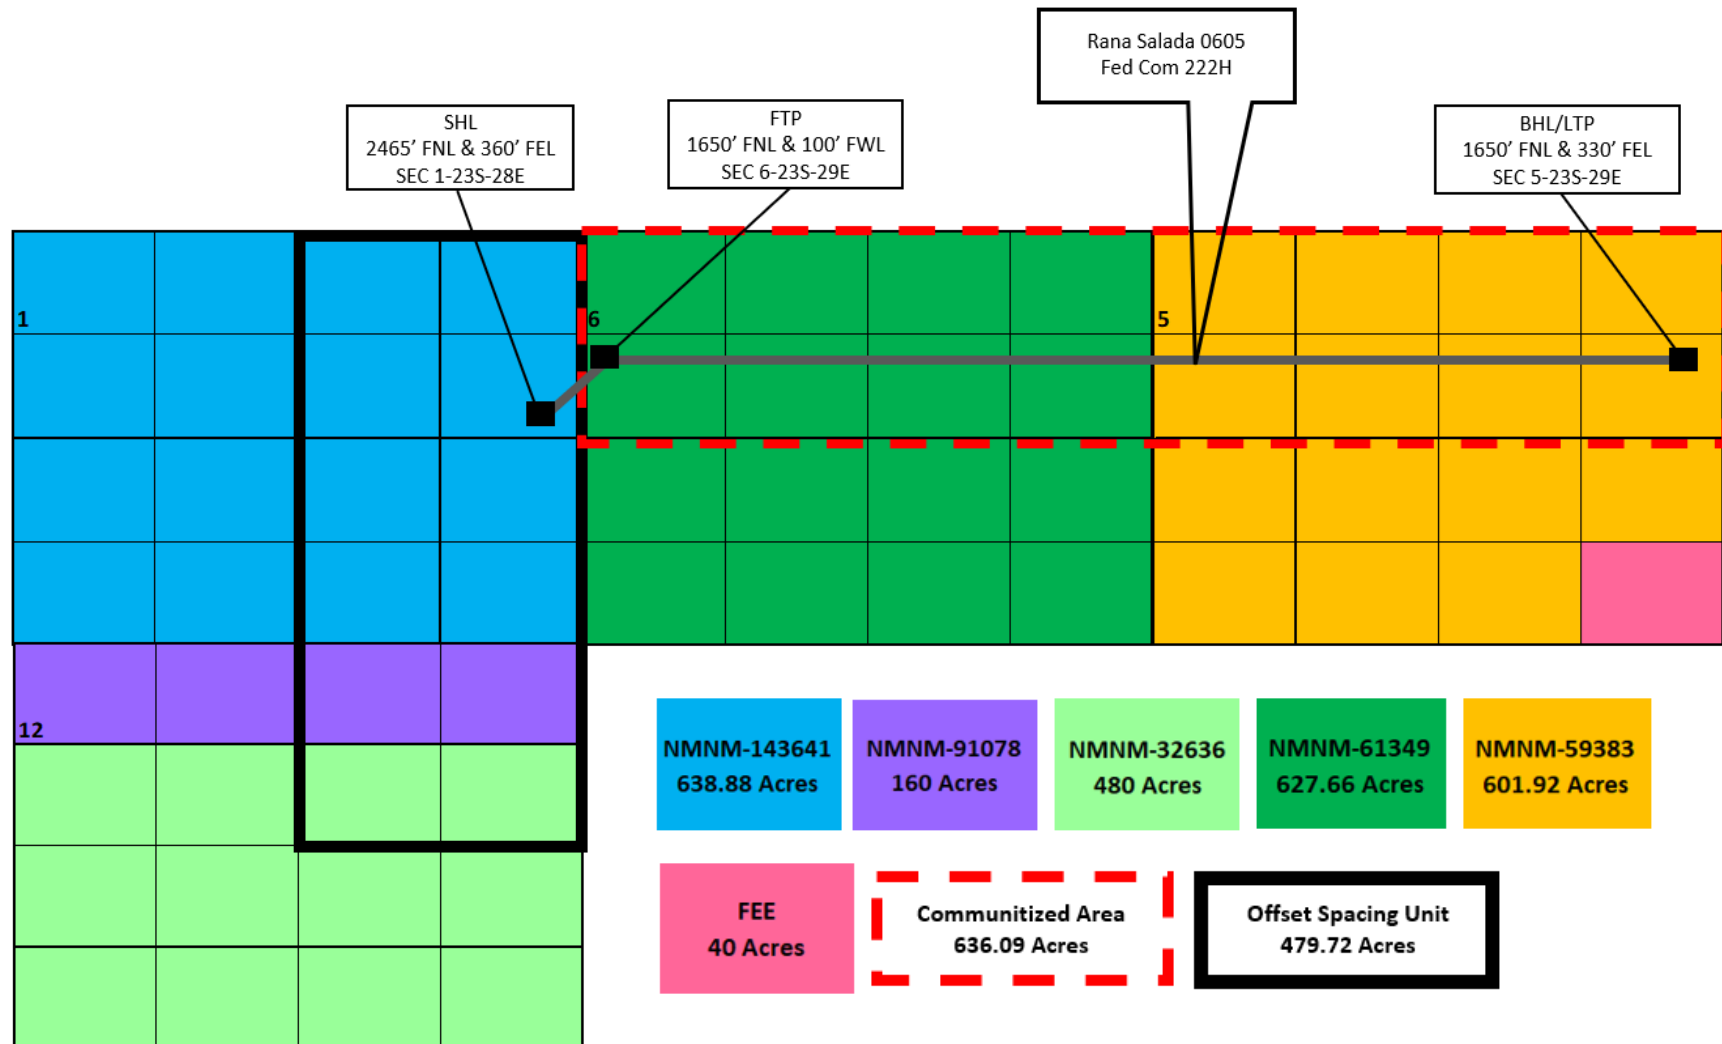 Rana Salada 0605
Fed Com 222H
SHL
2465’ FNL & 360’ FEL
SEC 1-23S-28E
FTP
1650’ FNL & 100’ FWL
SEC 6-23S-29E
BHL/LTP
1650’ FNL & 330’ FEL
SEC 5-23S-29E
1
6
5
12
NMNM-143641
638.88 Acres
NMNM-91078
160 Acres
NMNM-32636
480 Acres
NMNM-61349
627.66 Acres
NMNM-59383
601.92 Acres
FEE
40 Acres
Communitized Area
636.09 Acres
Offset Spacing Unit
479.72 Acres